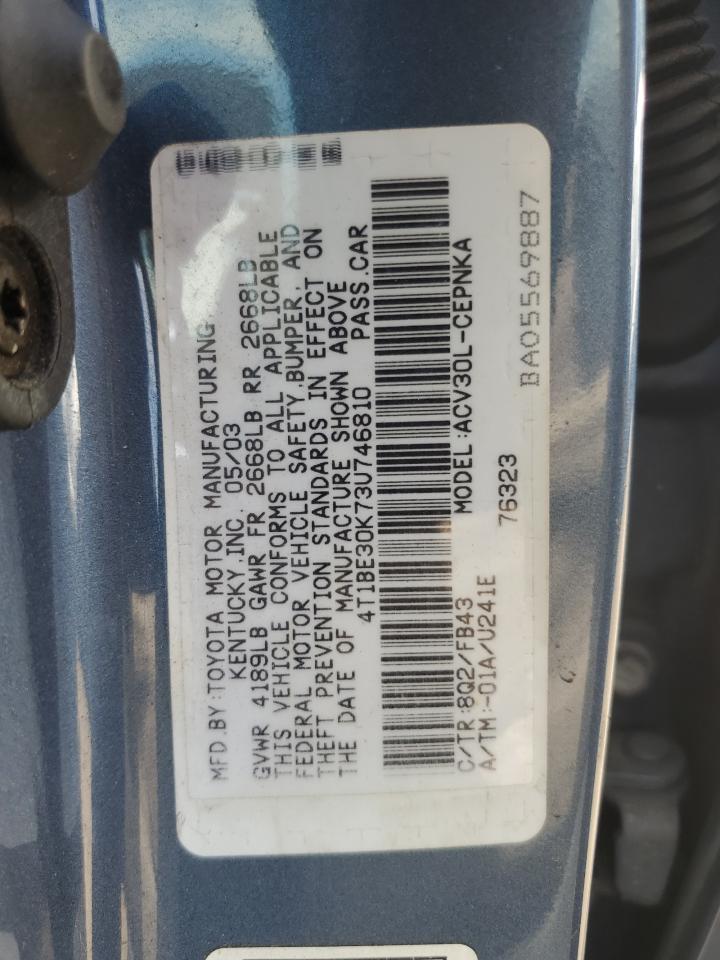 MFD.BY:TOYOTA MOTOR MANUFACTURING
KENTUCKY,INC. 05/03
GVWR 4189LB GAWR FR 2668LB RR 2668LB
THIS VEHICLE CONFORMS TO ALL APPLICABLE
FEDERAL MOTOR VEHICLE SAFETY,BUMPER, AND
THEFT PREVENTION STANDARDS IN EFFECT ON
THE DATE OF MANUFACTURE SHOWN ABOVE
4T1BE30K73U746810 PASS.CAR
C/TR:8Q2/FB43 MODEL:ACV30L-CEPNKA
A/TM:-01A/U241E 76323
BA05569887